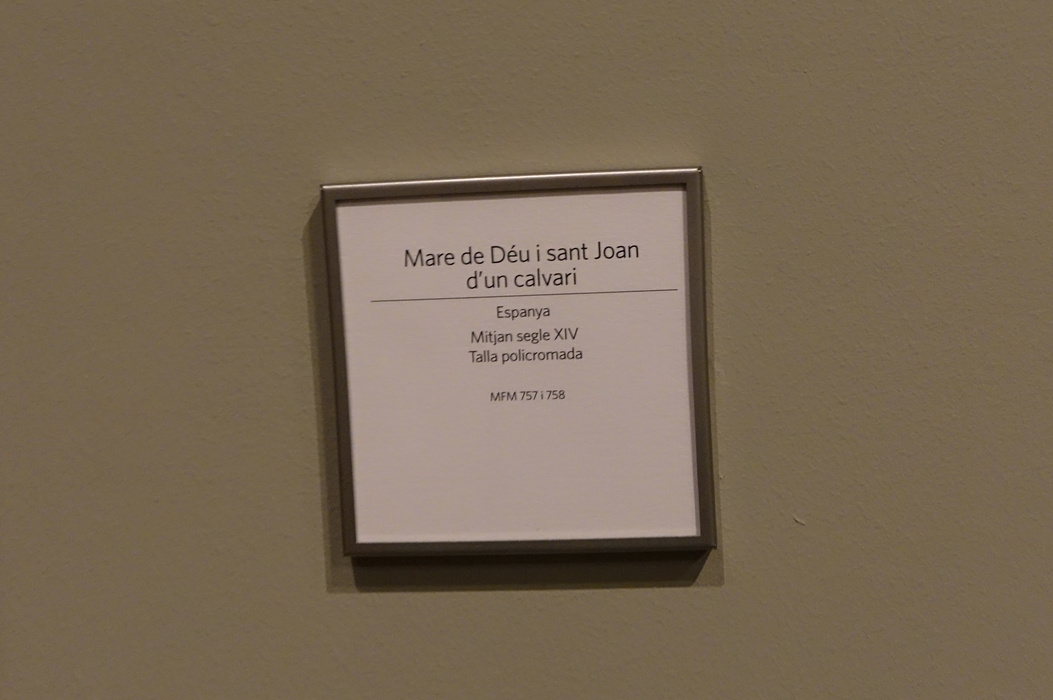 Mare de Déu i sant Joan
d'un calvari
Espanya
Mitjan segle XIV
Talla policromada
MFM 757 i 758